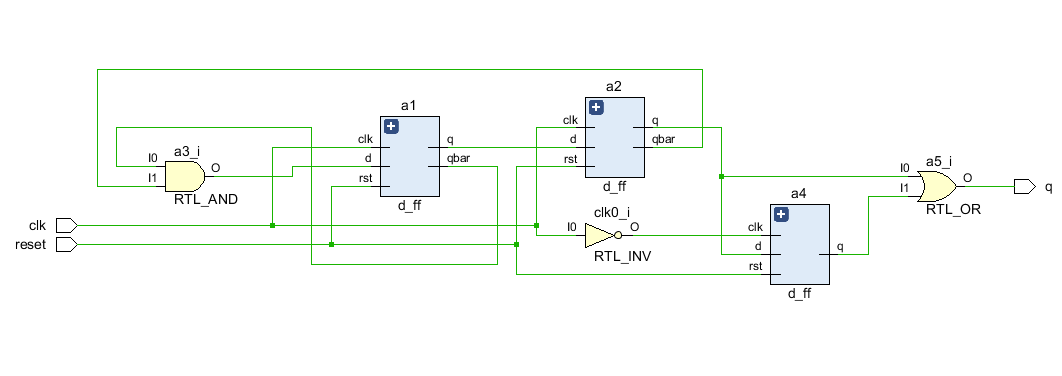 a1
clk
d
rst
q
qbar
d_ff
a2
clk
d
rst
q
qbar
d_ff
a3_i
I0
I1
O
RTL_AND
clk
reset
clk0_i
I0
O
RTL_INV
a4
clk
d
rst
q
d_ff
a5_i
I0
I1
O
RTL_OR
q